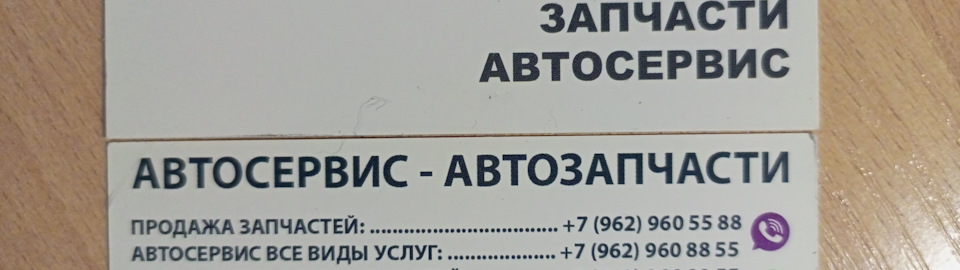 ЗАПЧАСТИ
АВТОСЕРВИС
АВТОСЕРВИС - АВТОЗАПЧАСТИ
ПРОДАЖА ЗАПЧАСТЕЙ: .................................. +7 (962) 960 55 88
АВТОСЕРВИС ВСЕ ВИДЫ УСЛУГ: .................... +7 (962) 960 88 55